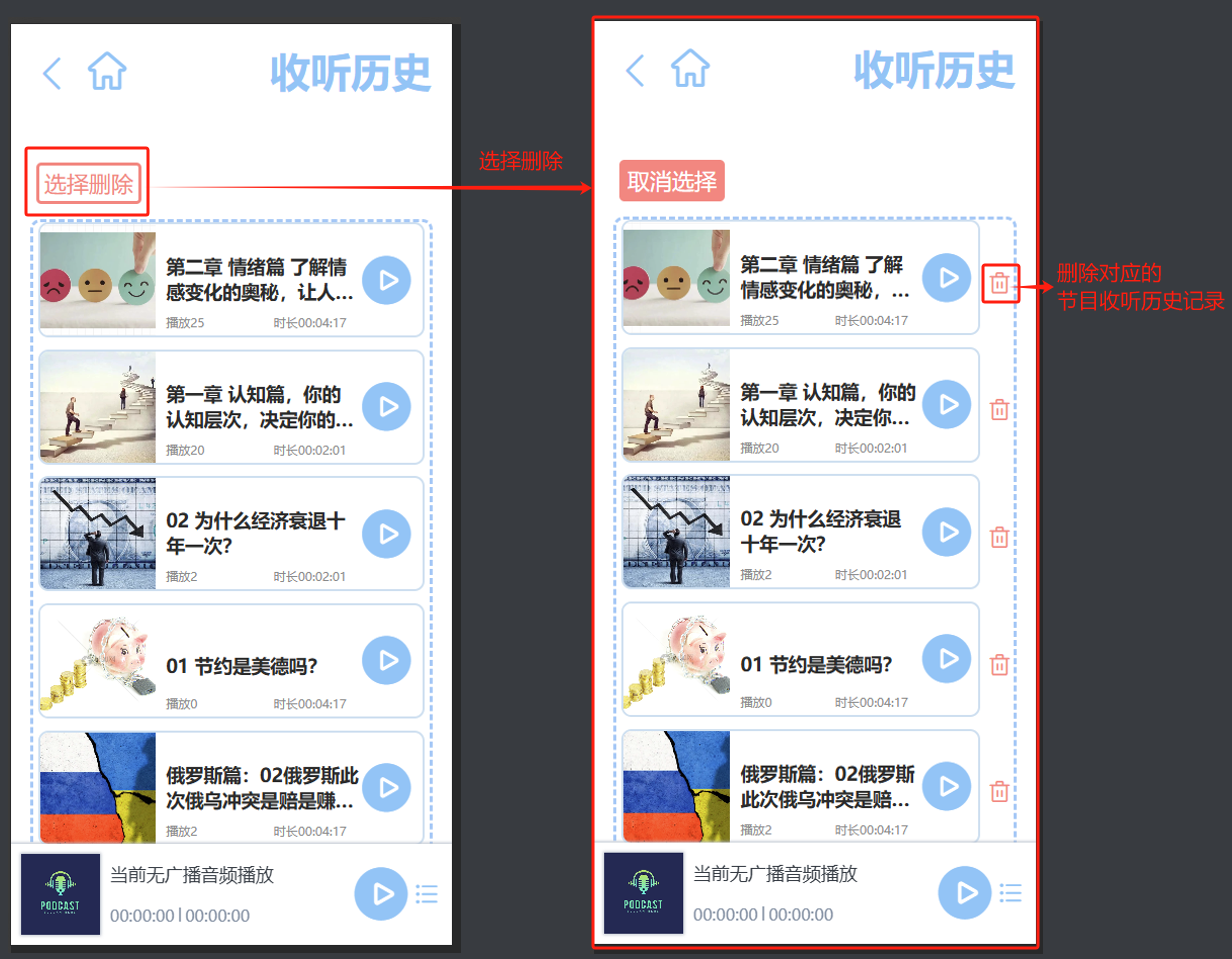 收听历史
选择删除
第二章 情绪篇 了解情
感变化的奥秘，让人...
播放25 时长00:04:17
第一章 认知篇，你的
认知层次，决定你的...
播放20 时长00:02:01
02 为什么经济衰退十
年一次？
播放2 时长00:02:01
01 节约是美德吗？
播放0 时长00:04:17
俄罗斯篇：02俄罗斯此
次俄乌冲突是赔是赚...
播放2 时长00:04:17
PODCAST
当前无广播音频播放
00:00:00 | 00:00:00
选择删除
收听历史
取消选择
第二章 情绪篇 了解
情感变化的奥秘，...
播放25 时长00:04:17
第一章 认知篇，你的
认知层次，决定你...
播放20 时长00:02:01
02 为什么经济衰退
十年一次？
播放2 时长00:02:01
01 节约是美德吗？
播放0 时长00:04:17
俄罗斯篇：02俄罗斯
此次俄乌冲突是赔...
播放2 时长00:04:17
PODCAST
当前无广播音频播放
00:00:00 | 00:00:00
删除对应的
节目收听历史记录